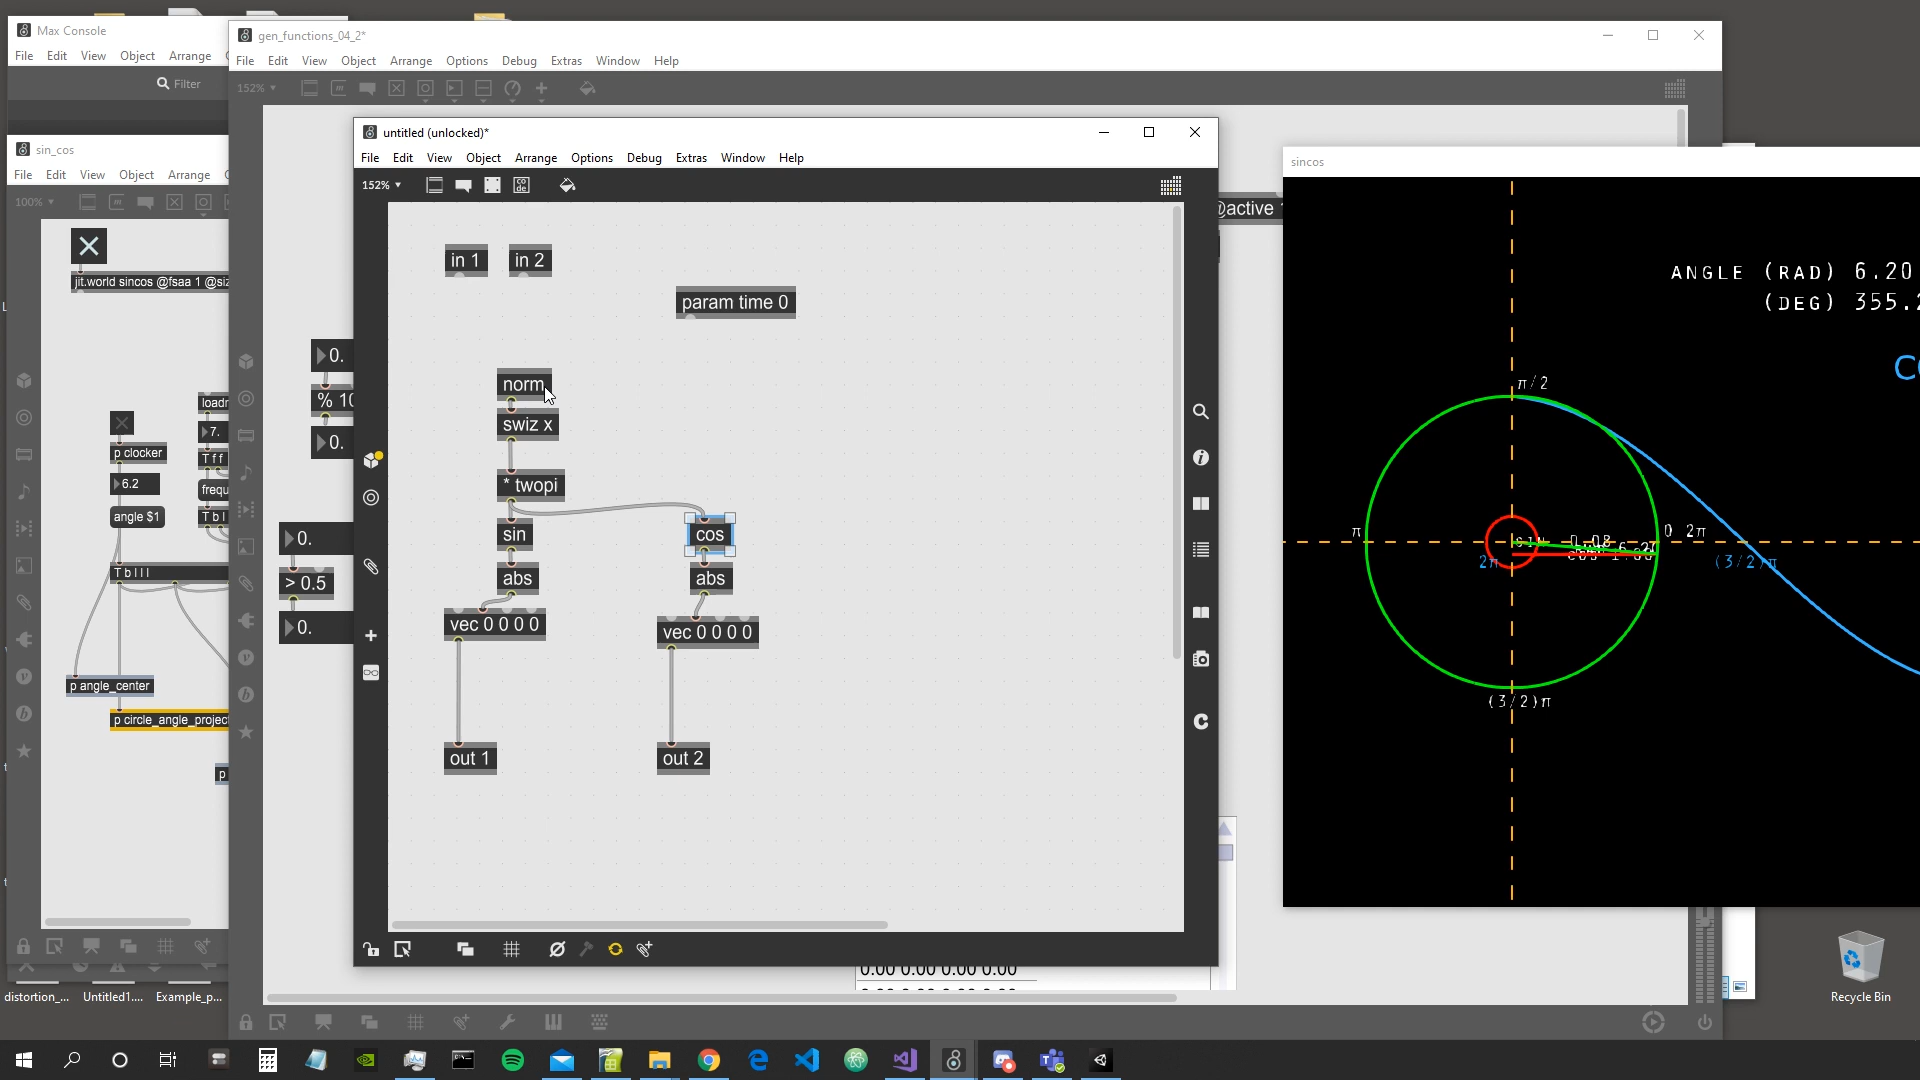 Max Console
File Edit View Object Arrange
Filter
gen_functions_04_2*
File Edit View Object Arrange Options Debug Extras Window Help
152%
sin_cos
File Edit View Object Arrange
100%
jit.world sincos @fsaa 1 @siz
loadr
7.
p clocker
T f f
6.2
frequ
angle $1
T b l
T b l l l
p angle_center
p circle_angle_project
p
0.
% 10
0.
0.
> 0.5
0.
untitled (unlocked)*
File Edit View Object Arrange Options Debug Extras Window Help
152%
in 1
in 2
param time 0
norm
swiz x
* twopi
sin
cos
abs
abs
vec 0 0 0 0
vec 0 0 0 0
out 1
out 2
@active
0.00 0.00 0.00 0.00
sincos
ANGLE (RAD) 6.20
(DEG) 355.2
π/2
π
0 2π
2π
(3/2)π
(3/2)π
distortion_...
Untitled1....
Example_p...
Recycle Bin